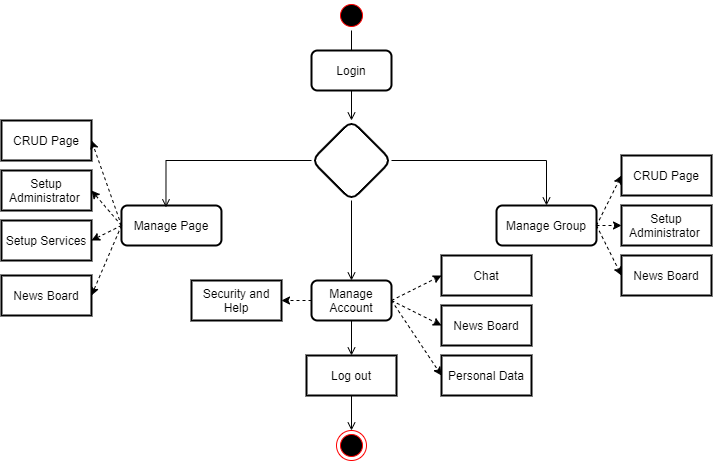 Login
CRUD Page
Setup
Administrator
Setup Services
News Board
Manage Page
Manage Group
CRUD Page
Setup
Administrator
News Board
Security and
Help
Manage
Account
Chat
News Board
Personal Data
Log out